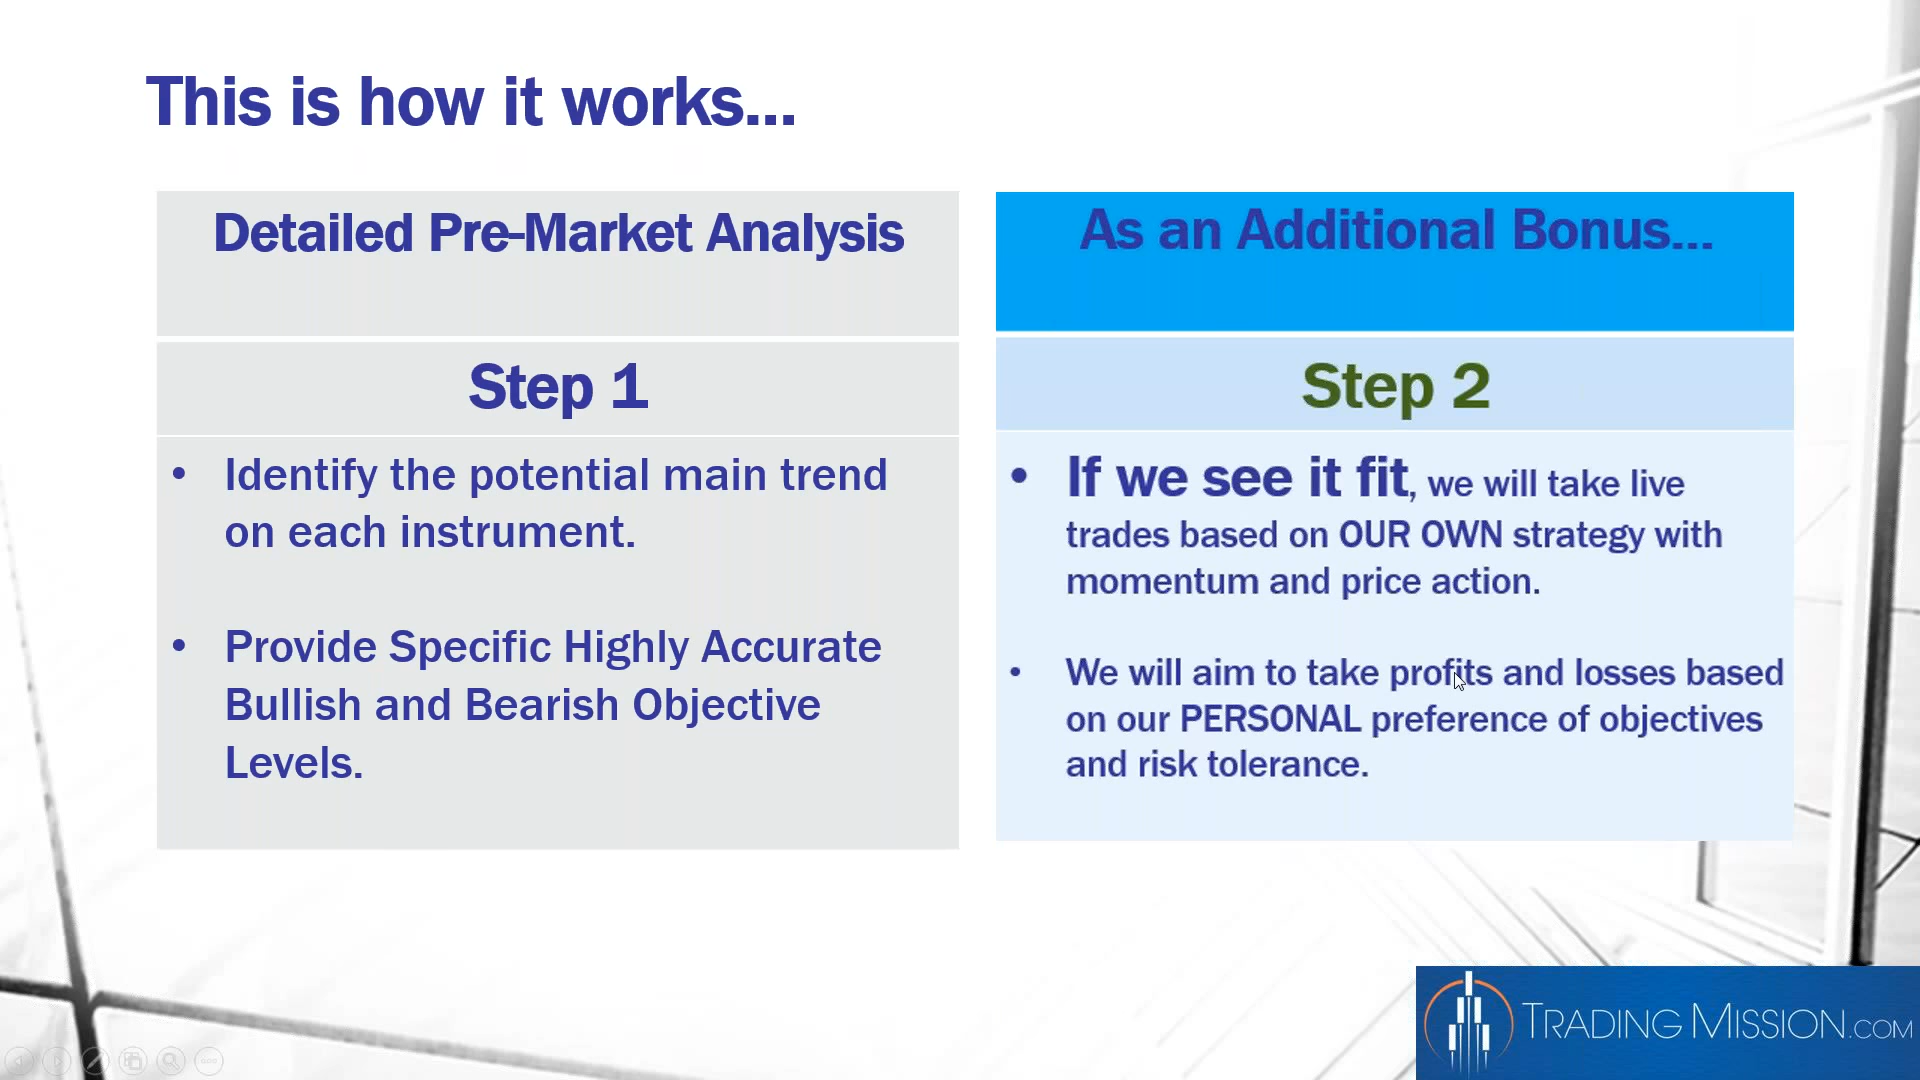 This is how it works...
Detailed Pre-Market Analysis
Step 1
• Identify the potential main trend
on each instrument.
• Provide Specific Highly Accurate
Bullish and Bearish Objective
Levels.
As an Additional Bonus...
Step 2
• If we see it fit, we will take live
trades based on OUR OWN strategy with
momentum and price action.
• We will aim to take profits and losses based
on our PERSONAL preference of objectives
and risk tolerance.
TRADING MISSION.COM